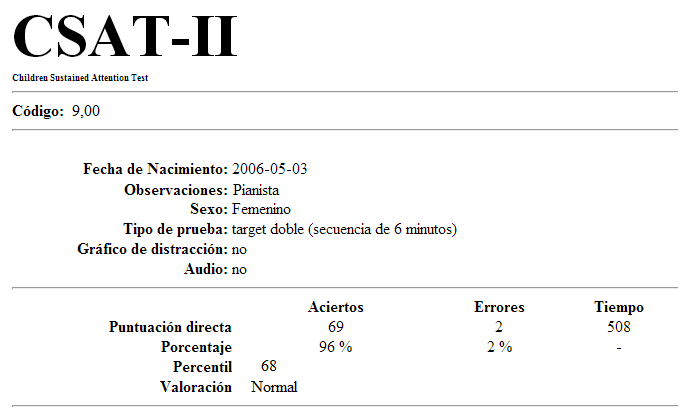 CSAT-II
Children Sustained Attention Test
Código: 9,00
Fecha de Nacimiento: 2006-05-03
Observaciones: Pianista
Sexo: Femenino
Tipo de prueba: target doble (secuencia de 6 minutos)
Gráfico de distracción: no
Audio: no
Aciertos Errores Tiempo
Puntuación directa 69 2 508
Porcentaje 96 % 2 % -
Percentil 68
Valoración Normal